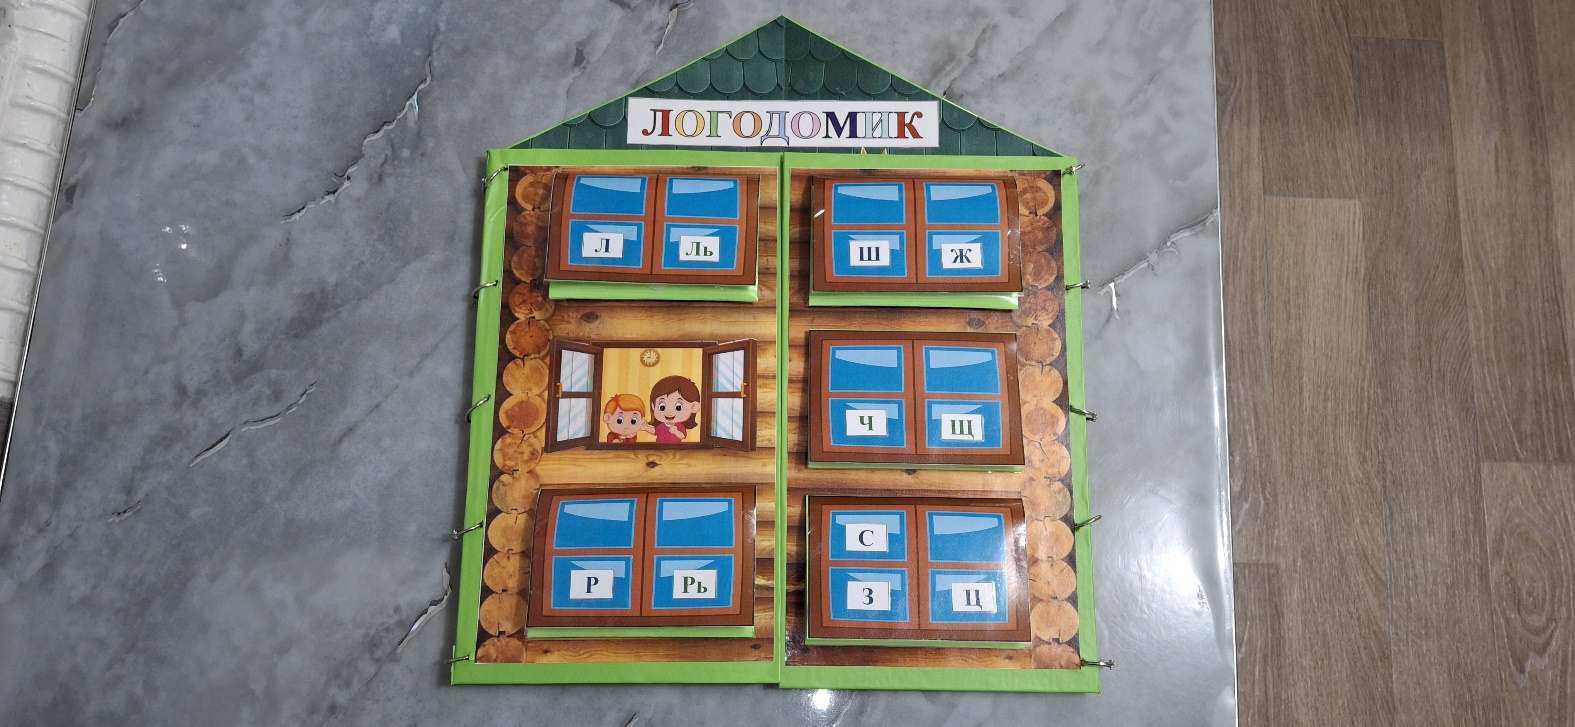 ЛОГОДОМИК
Л Ль
Ш Ж
Ч Щ
Р Рь
С
З Ц